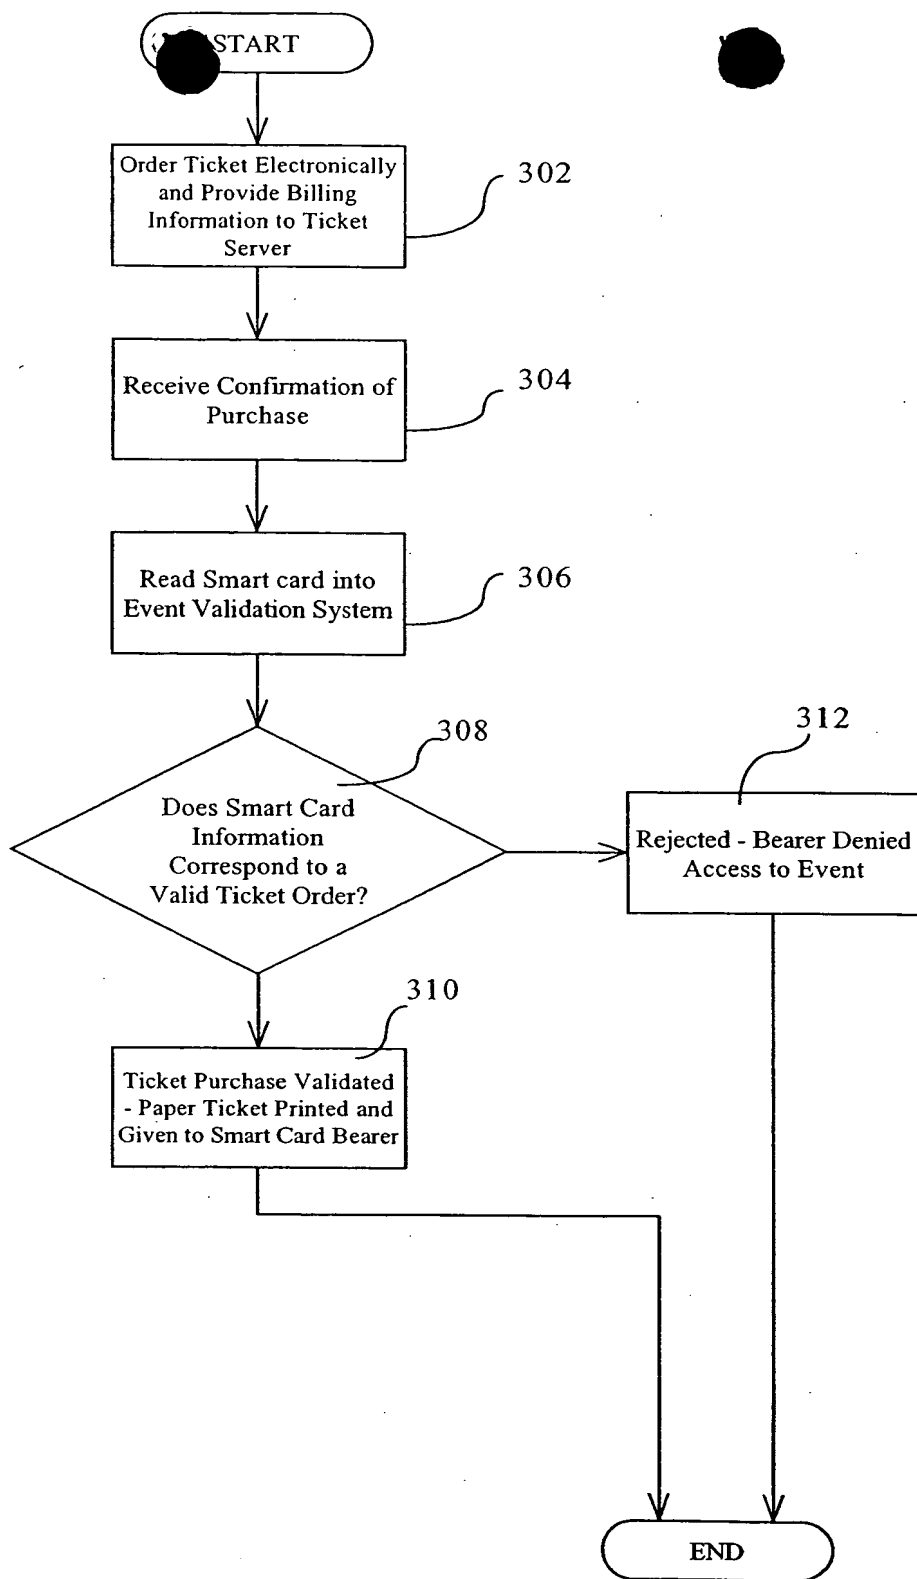 START
Order Ticket Electronically
and Provide Billing
Information to Ticket
Server
302
Receive Confirmation of
Purchase
304
Read Smart card into
Event Validation System
306
308
Does Smart Card
Information
Correspond to a
Valid Ticket Order?
312
Rejected - Bearer Denied
Access to Event
310
Ticket Purchase Validated
- Paper Ticket Printed and
Given to Smart Card Bearer
END